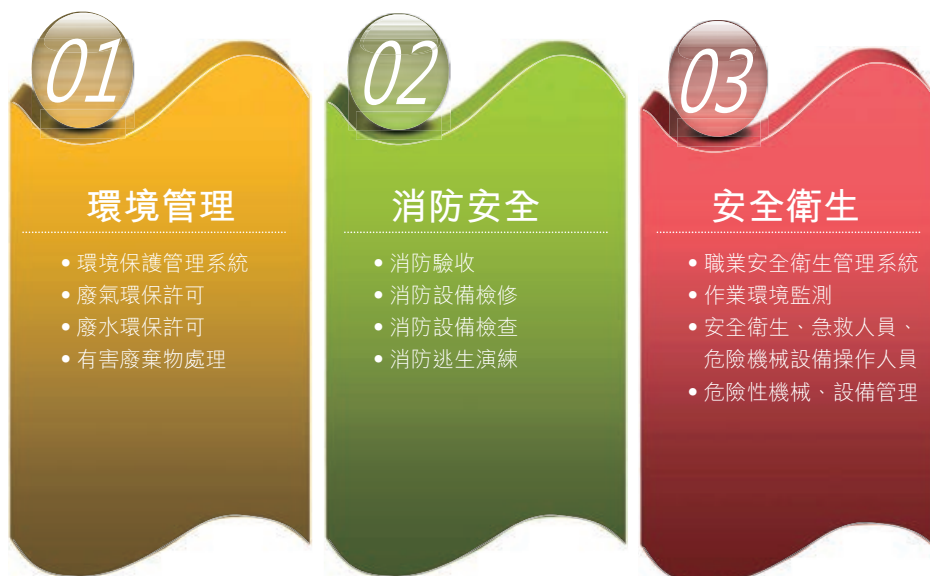 01
環境管理
• 環境保護管理系統
• 廢氣環保許可
• 廢水環保許可
• 有害廢棄物處理
02
消防安全
• 消防驗收
• 消防設備檢修
• 消防設備檢查
• 消防逃生演練
03
安全衛生
• 職業安全衛生管理系統
• 作業環境監測
• 安全衛生、急救人員、
危險機械設備操作人員
• 危險性機械、設備管理